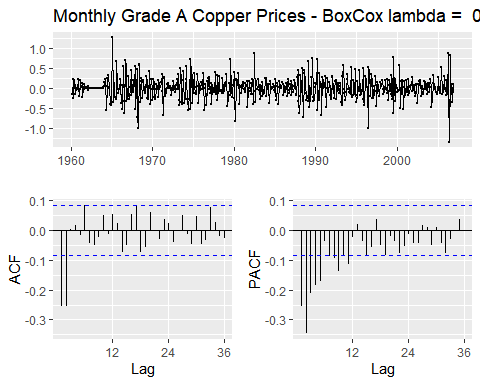 Monthly Grade A Copper Prices - BoxCox lambda = 0
1.0
0.5
0.0
-0.5
-1.0
1960 1970 1980 1990 2000
0.1
0.0
-0.1
-0.2
-0.3
ACF
12 24 36
Lag
0.1
0.0
-0.1
-0.2
-0.3
PACF
12 24 36
Lag